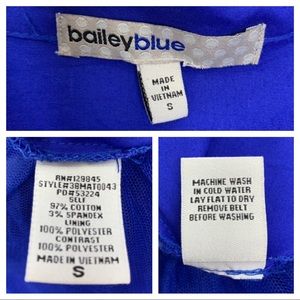 baileyblue
MADE
IN
VIETNAM
S
RN#129845
STYLE#38MAT0043
PD#53224
SELF
97% COTTON
3% SPANDEX
LINING
100% POLYESTER
CONTRAST
100% POLYESTER
MADE IN VIETNAM
S
MACHINE WASH
IN COLD WATER
LAY FLAT TO DRY
REMOVE BELT
BEFORE WASHING